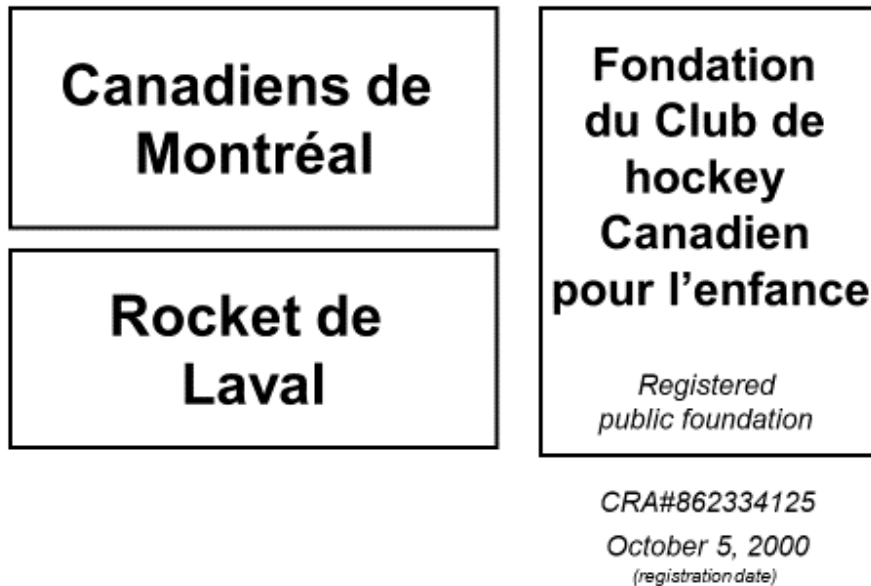 Canadiens de
Montréal
Rocket de
Laval
Fondation
du Club de
hockey
Canadien
pour l'enfance
Registered
public foundation
CRA#862334125
October 5, 2000
(registration date)